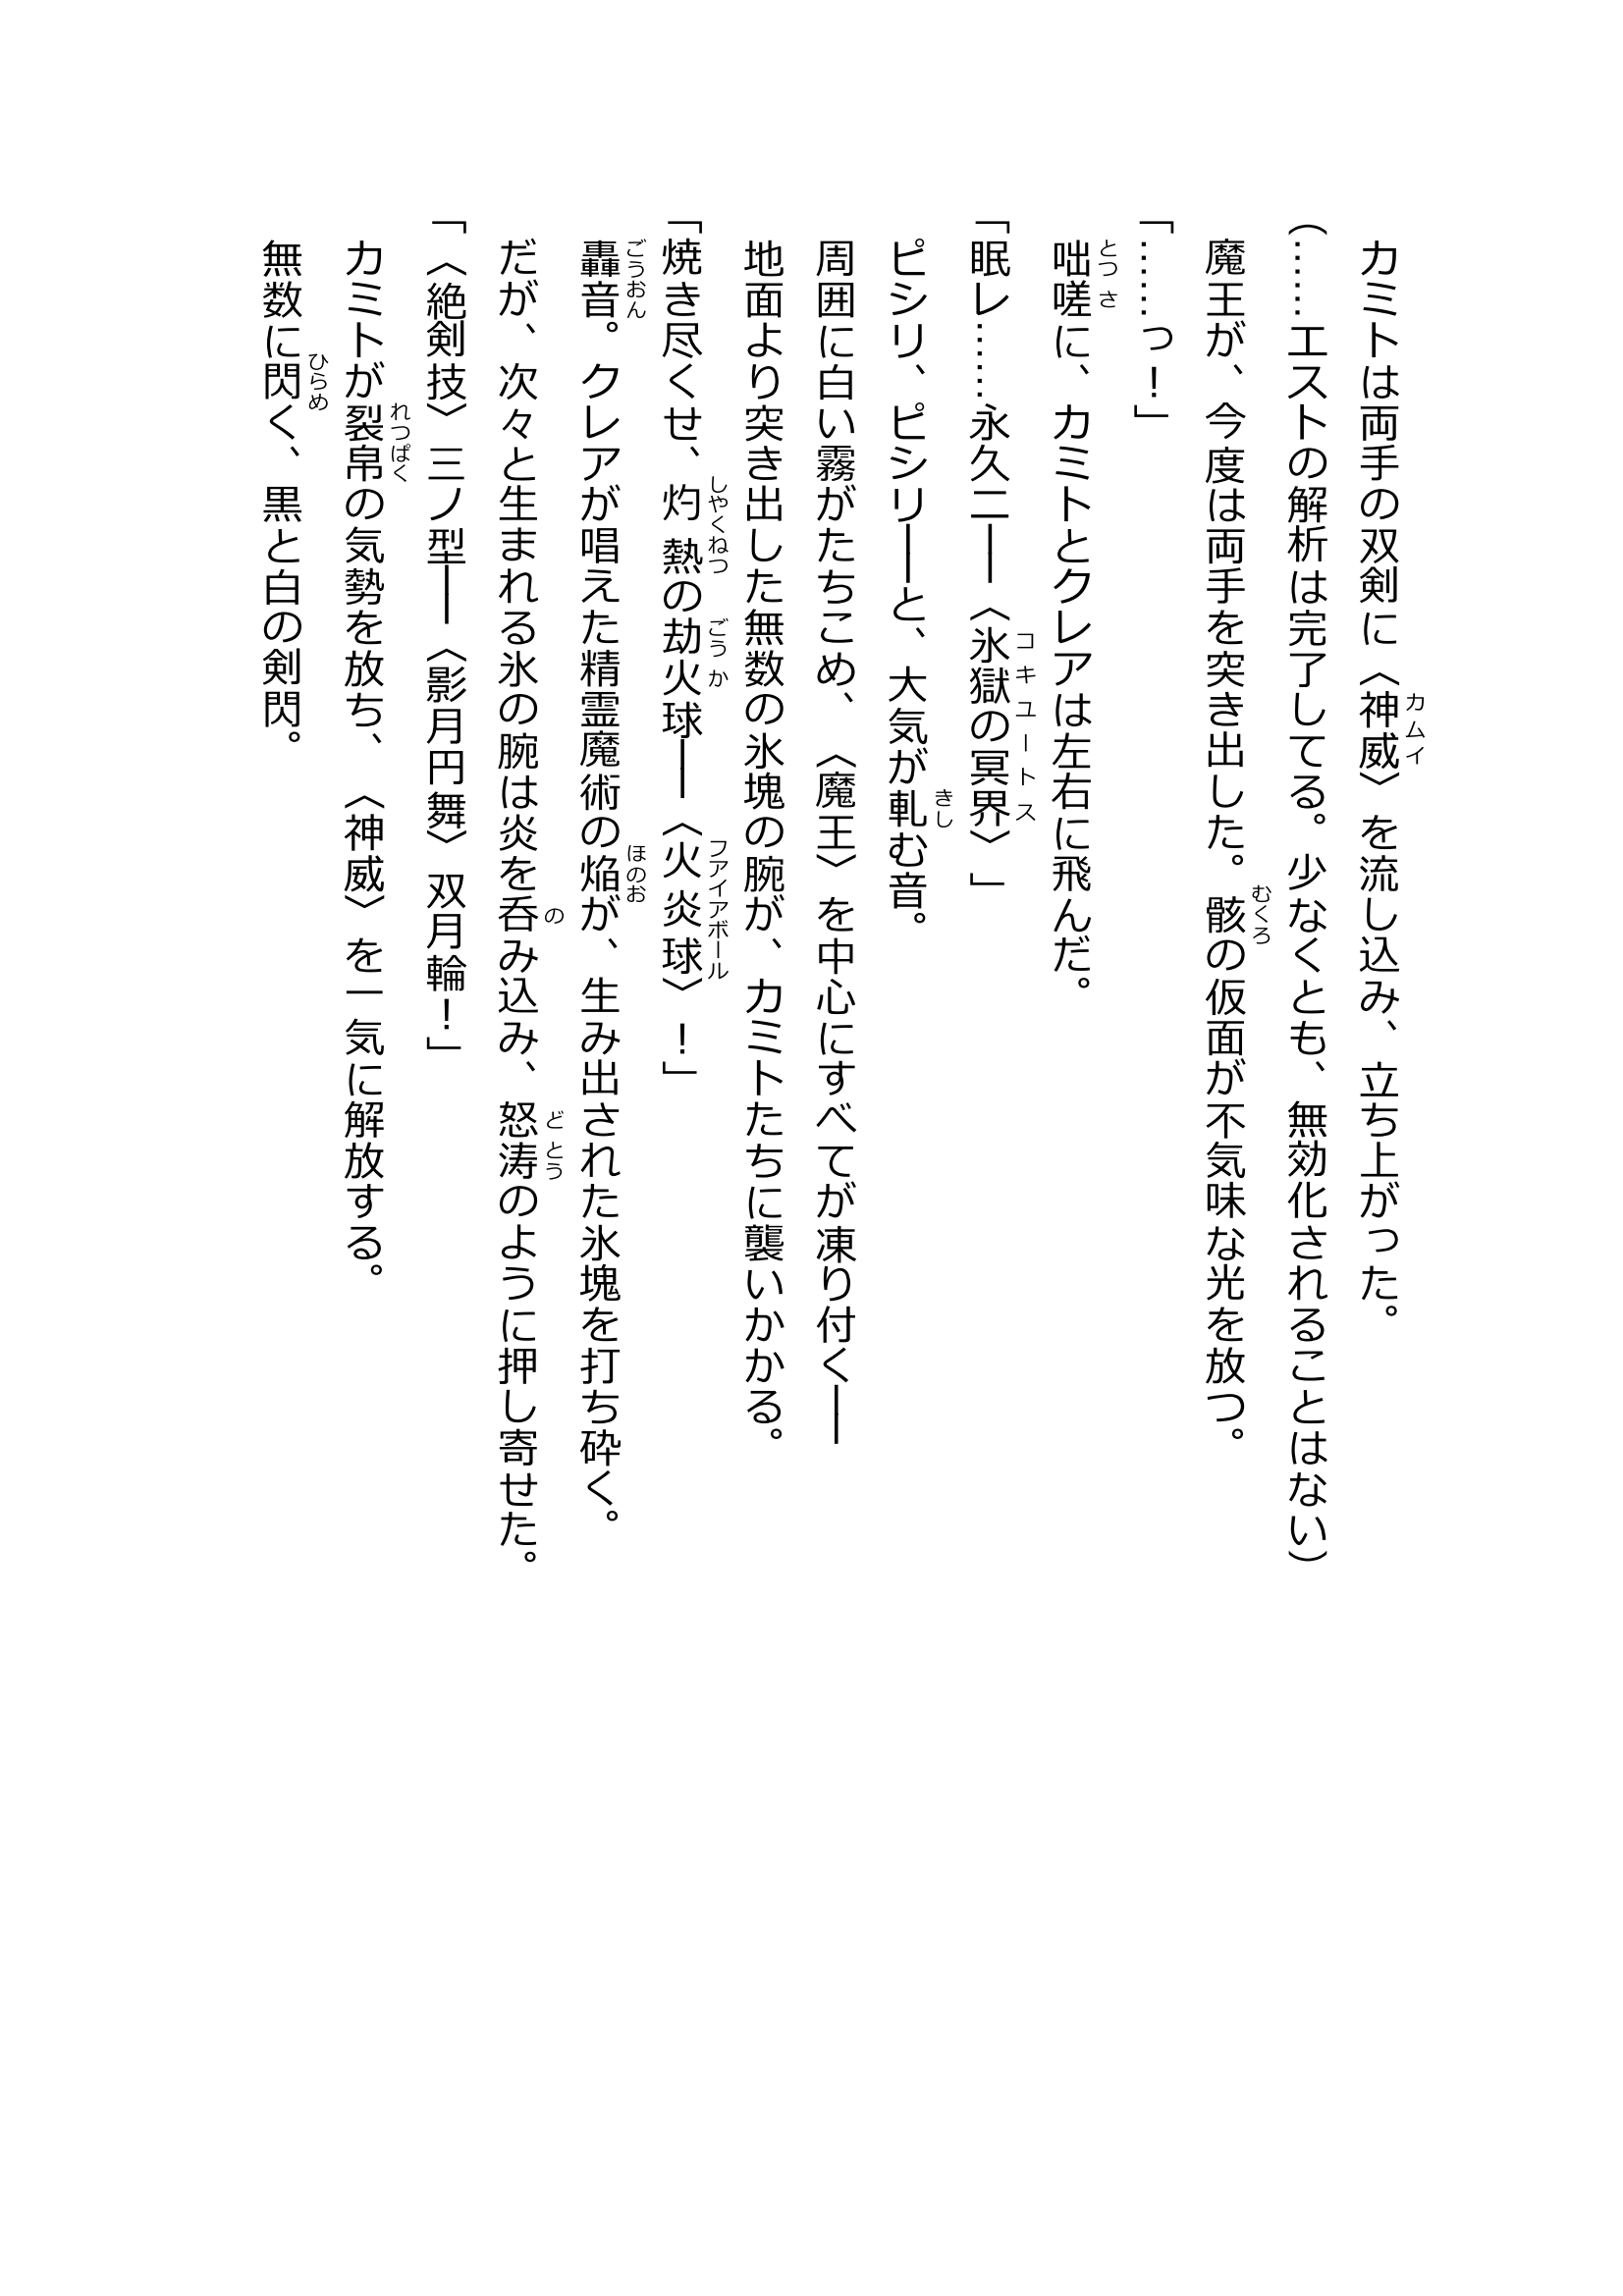 カミトは両手の双剣に〈神威〉を流し込み、立ち上がった。
(……エストの解析は完了してる。少なくとも、無効化されることはない)
魔王が、今度は両手を突き出した。骸の仮面が不気味な光を放つ。
「……っ！」
咄嗟に、カミトとクレアは左右に飛んだ。
「眠レ……永久ニ──〈氷獄の冥界〉」
ピシリ、ピシリ──と、大気が軋む音。
周囲に白い霧がたちこめ、〈魔王〉を中心にすべてが凍り付く──
地面より突き出した無数の氷塊の腕が、カミトたちに襲いかかる。
「焼き尽くせ、灼熱の劫火球──〈火炎球〉！」
轟音。クレアが唱えた精霊魔術の焔が、生み出された氷塊を打ち砕く。
だが、次々と生まれる氷の腕は炎を呑み込み、怒涛のように押し寄せた。
「〈絶剣技〉三ノ型──〈影月円舞〉双月輪！」
カミトが裂帛の気勢を放ち、〈神威〉を一気に解放する。
無数に閃く、黒と白の剣閃。